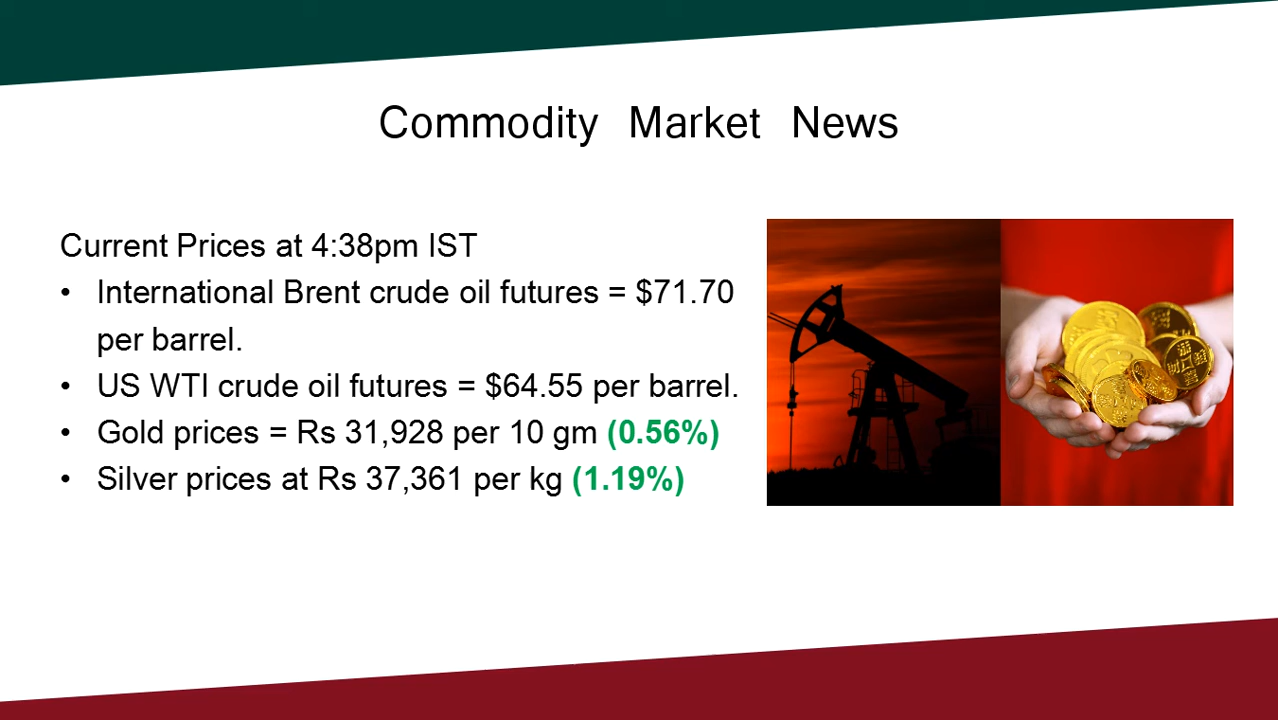 Commodity Market News
Current Prices at 4:38pm IST
• International Brent crude oil futures = $71.70
per barrel.
• US WTI crude oil futures = $64.55 per barrel.
• Gold prices = Rs 31,928 per 10 gm (0.56%)
• Silver prices at Rs 37,361 per kg (1.19%)